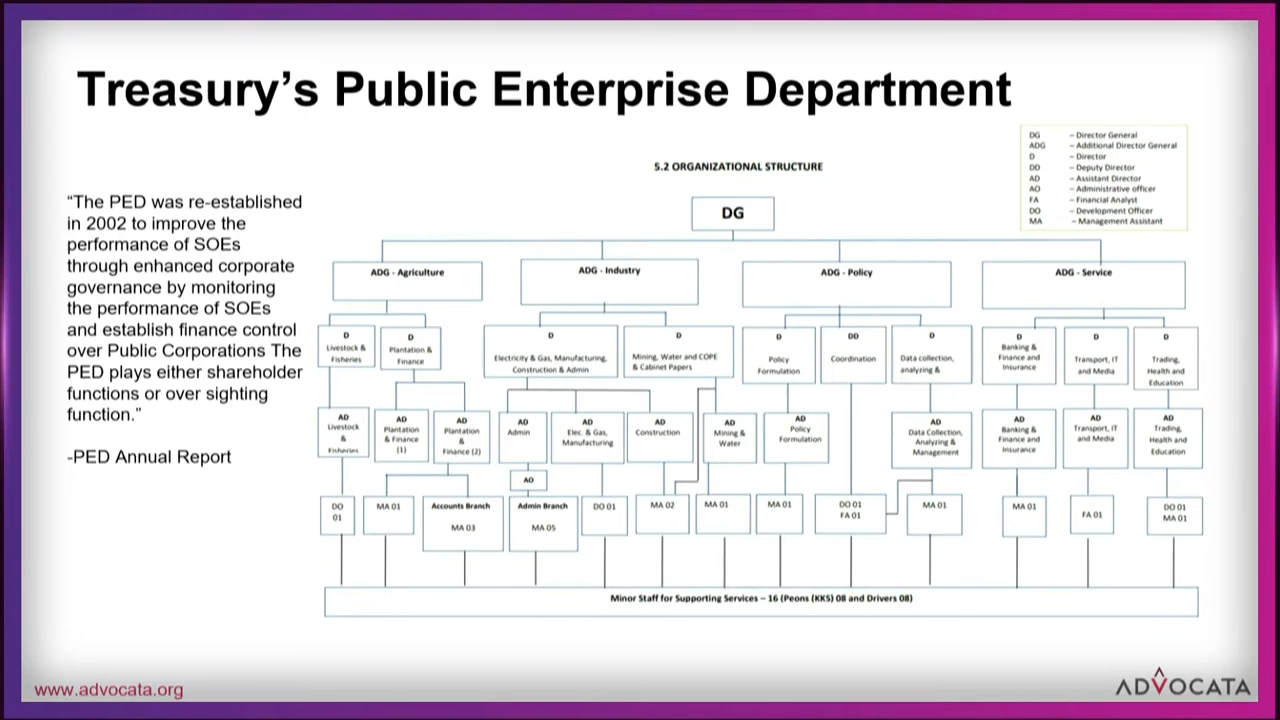 Treasury's Public Enterprise Department
DG – Director General
ADG – Additional Director General
D – Director
DD – Deputy Director
AD – Assistant Director
AO – Administrative officer
FA – Financial Analyst
DO – Development Officer
MA – Management Assistant
5.2 ORGANIZATIONAL STRUCTURE
“The PED was re-established
in 2002 to improve the
performance of SOEs
through enhanced corporate
governance by monitoring
the performance of SOEs
and establish finance control
over Public Corporations The
PED plays either shareholder
functions or over sighting
function."
-PED Annual Report
DG
ADG - Agriculture
ADG - Industry
ADG - Policy
ADG - Service
D
Livestock &
Fisheries
D
Plantation &
Finance
D
Electricity & Gas, Manufacturing,
Construction & Admin
D
Mining, Water and COPE
& Cabinet Papers
D
Policy
Formulation
DD
Coordination
D
Data collection,
analyzing &
D
Banking &
Finance and
Insurance
D
Transport, IT
and Media
D
Trading,
Health and
Education
AD
Livestock
&
Fisheries
AD
Plantation
& Finance
(1)
AD
Plantation
&
Finance (2)
AD
Admin
AD
Elec. & Gas,
Manufacturing
AD
Construction
AD
Mining &
Water
AD
Policy
Formulation
AD
Data Collection,
Analyzing &
Management
AD
Banking &
Finance and
Insurance
AD
Transport, IT
and Media
AD
Trading,
Health and
Education
AO
DO
01
MA 01
Accounts Branch
MA 03
Admin Branch
MA 05
DO 01
MA 02
MA 01
MA 01
DO 01
FA 01
MA 01
MA 01
FA 01
DO 01
MA 01
Minor Staff for Supporting Services – 16 (Peons (KKS) 08 and Drivers 08)
www.advocata.org
ADVOCATA